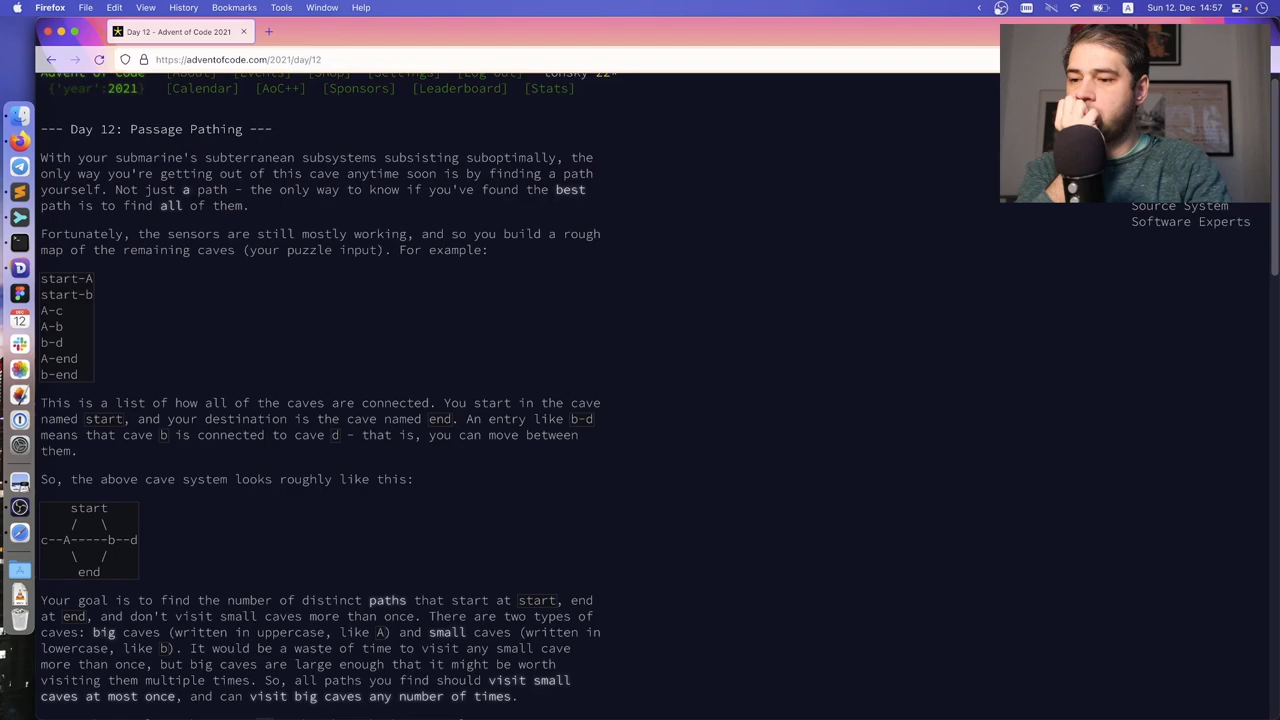 Firefox File Edit View History Bookmarks Tools Window Help
A Sun 12. Dec 14:57
Day 12 - Advent of Code 2021
https://adventofcode.com/2021/day/12
Advent of Code [About] [Events] [Shop] [Settings] [Log Out] tonsky 22*
{'year':2021} [Calendar] [AoC++] [Sponsors] [Leaderboard] [Stats]
Source System
Software Experts
--- Day 12: Passage Pathing ---
With your submarine's subterranean subsystems subsisting suboptimally, the
only way you're getting out of this cave anytime soon is by finding a path
yourself. Not just a path - the only way to know if you've found the best
path is to find all of them.
Fortunately, the sensors are still mostly working, and so you build a rough
map of the remaining caves (your puzzle input). For example:
start-A
start-b
A-c
A-b
b-d
A-end
b-end
This is a list of how all of the caves are connected. You start in the cave
named start, and your destination is the cave named end. An entry like b-d
means that cave b is connected to cave d - that is, you can move between
them.
So, the above cave system looks roughly like this:
start
/ \
c--A-----b--d
\ /
end
Your goal is to find the number of distinct paths that start at start, end
at end, and don't visit small caves more than once. There are two types of
caves: big caves (written in uppercase, like A) and small caves (written in
lowercase, like b). It would be a waste of time to visit any small cave
more than once, but big caves are large enough that it might be worth
visiting them multiple times. So, all paths you find should visit small
caves at most once, and can visit big caves any number of times.